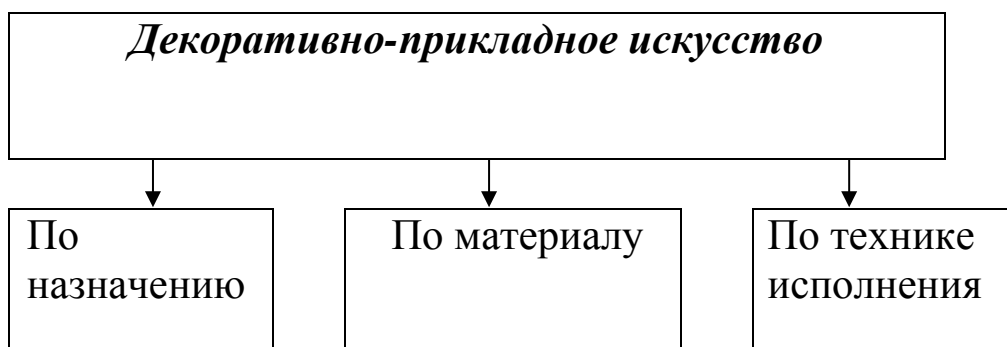 Декоративно-прикладное искусство
По
назначению
По материалу
По технике
исполнения